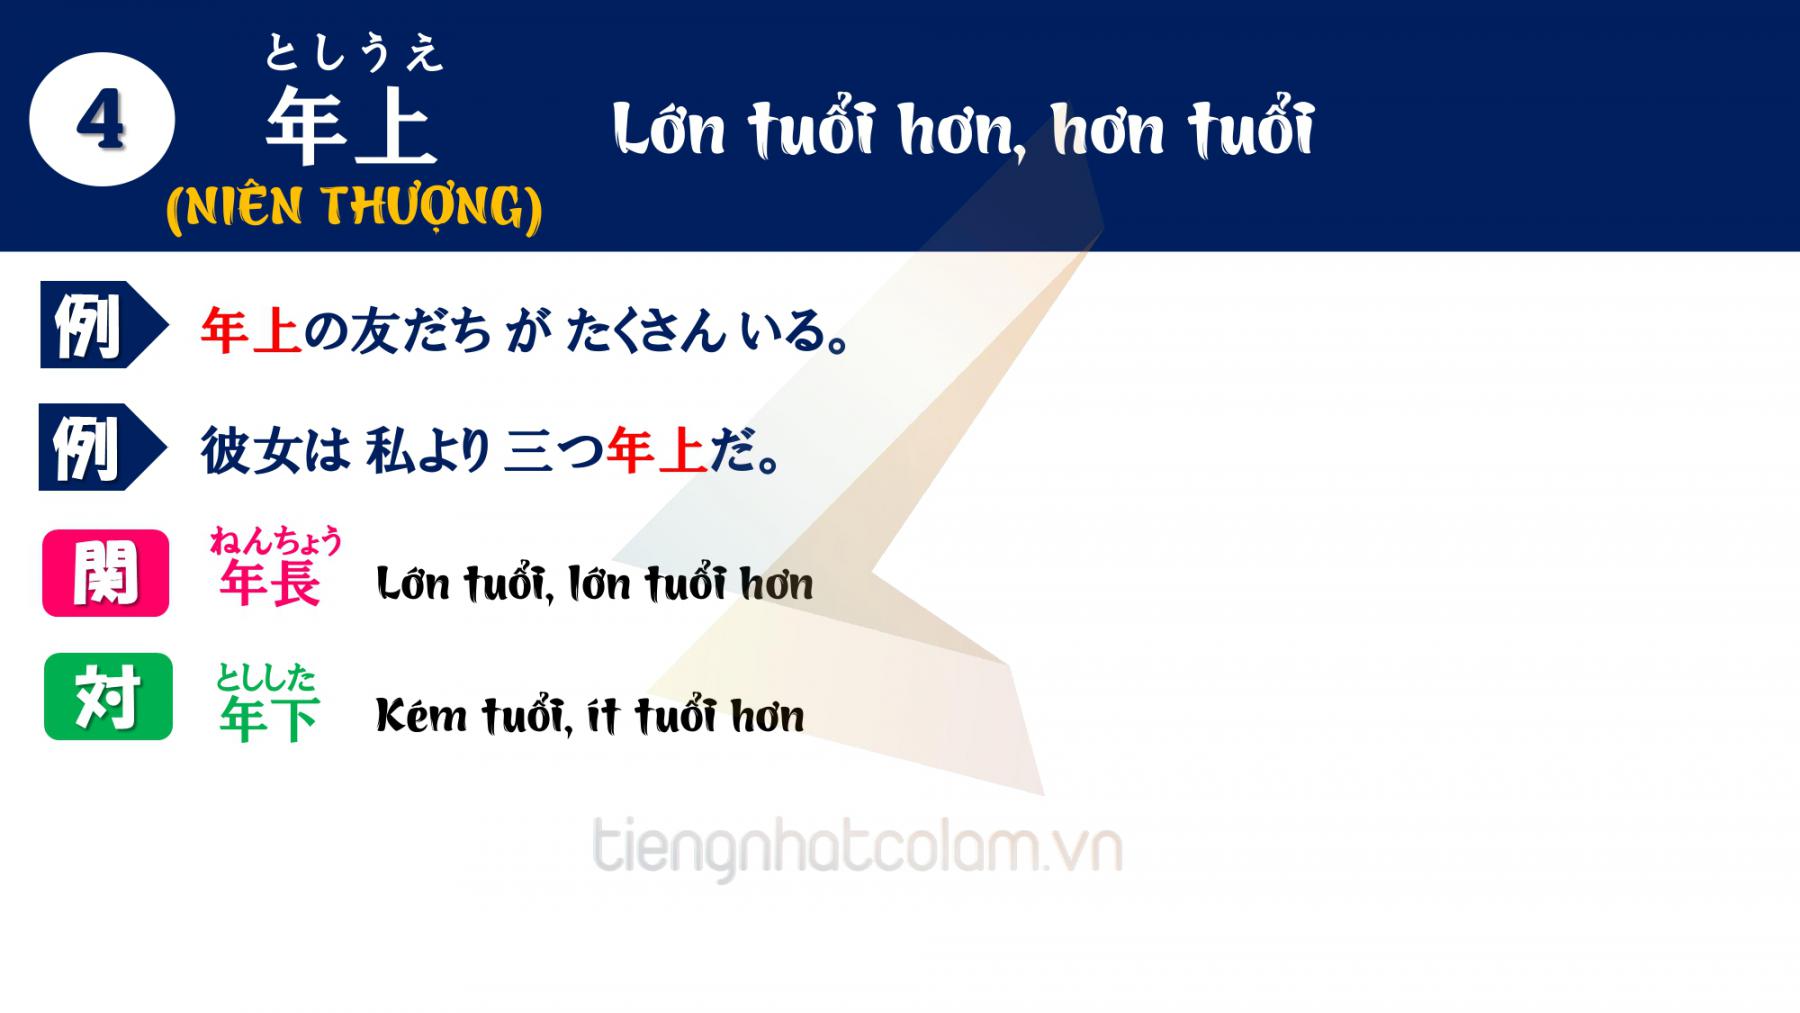 4
としうえ
年上
(NIÊN THƯỢNG)
Lớn tuổi hơn, hơn tuổi
例
年上の友だち が たくさん いる。
例
彼女は 私より 三つ年上だ。
関
ねんちょう
年長
Lớn tuổi, lớn tuổi hơn
対
とししした
年下
Kém tuổi, ít tuổi hơn
tiengnhatcolam.vn